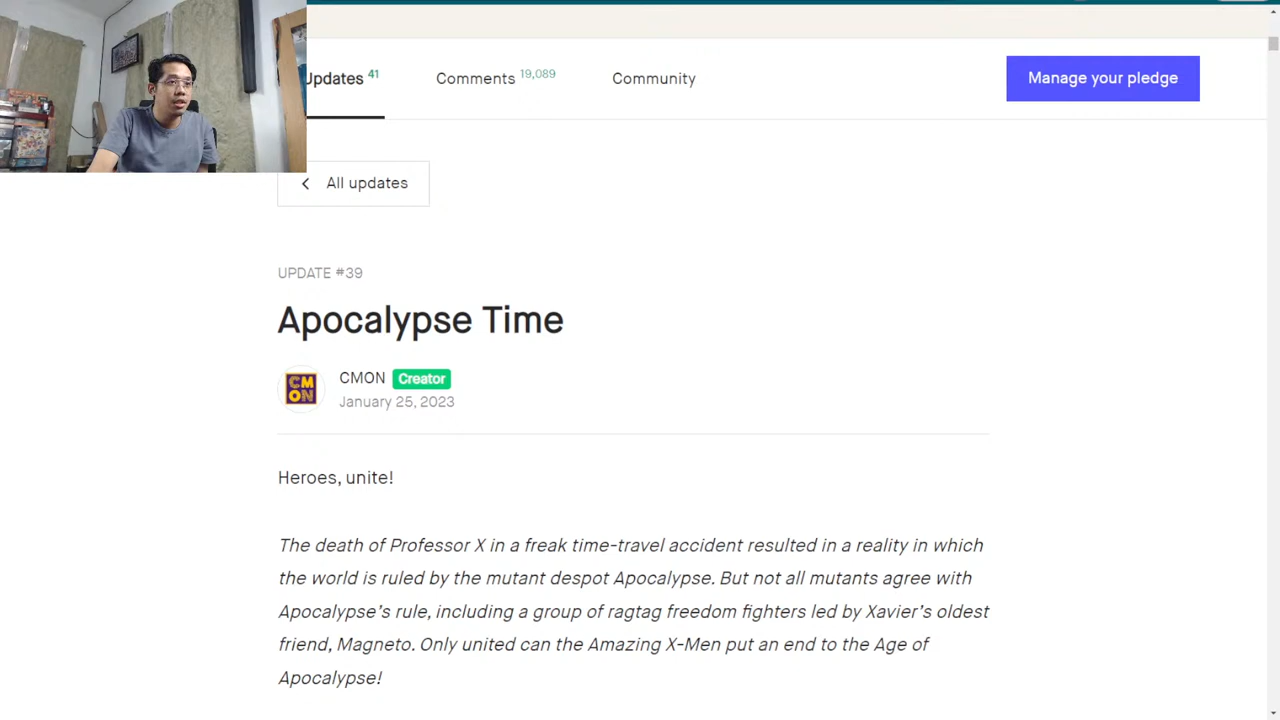 Updates 41
Comments 19,089
Community
Manage your pledge
All updates
UPDATE #39
Apocalypse Time
CM
ON
CMON Creator
January 25, 2023
Heroes, unite!
The death of Professor X in a freak time-travel accident resulted in a reality in which
the world is ruled by the mutant despot Apocalypse. But not all mutants agree with
Apocalypse’s rule, including a group of ragtag freedom fighters led by Xavier’s oldest
friend, Magneto. Only united can the Amazing X-Men put an end to the Age of
Apocalypse!